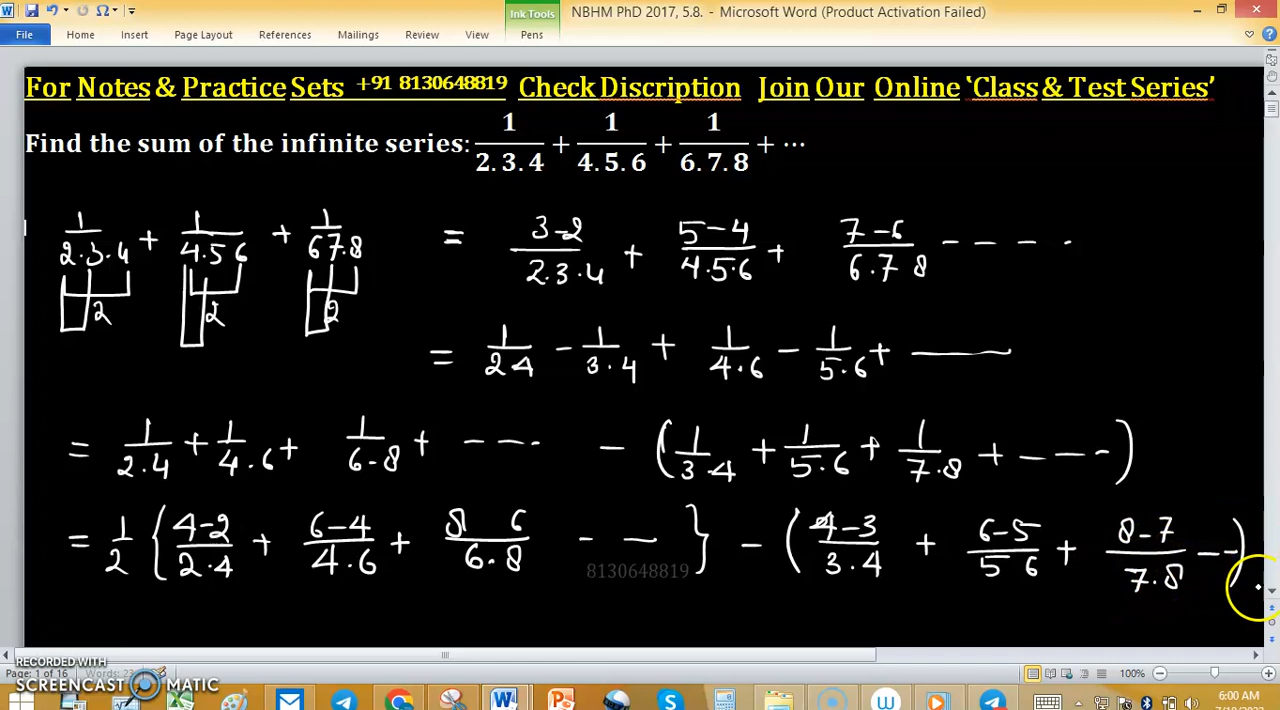 NBHM PhD 2017, 5.8. - Microsoft Word (Product Activation Failed)
Ink Tools
File Home Insert Page Layout References Mailings Review View Pens
For Notes & Practice Sets +91 8130648819 Check Discription Join Our Online 'Class & Test Series'
Find the sum of the infinite series: 1/2.3.4 + 1/4.5.6 + 1/6.7.8 + ⋯
1/2·3·4 + 1/4·5 6 + 1/6 7·8 = 3-2/2·3·4 + 5-4/4·5·6 + 7-6/6·7 8 - - - -
2 2 2
= 1/2 4 - 1/3·4 + 1/4·6 - 1/5·6 + ———
= 1/2·4 + 1/4·6 + 1/6·8 + - - - - - (1/3·4 + 1/5·6 + 1/7·8 + - - - -)
= 1/2 {4-2/2·4 + 6-4/4·6 + 8 6/6·8 - - } - (4-3/3·4 + 6-5/5 6 + 8-7/7·8 - -)
8130648819
RECORDED WITH
SCREENCAST MATIC
Page: 1 of 16 Words: 23 100%
6:00 AM